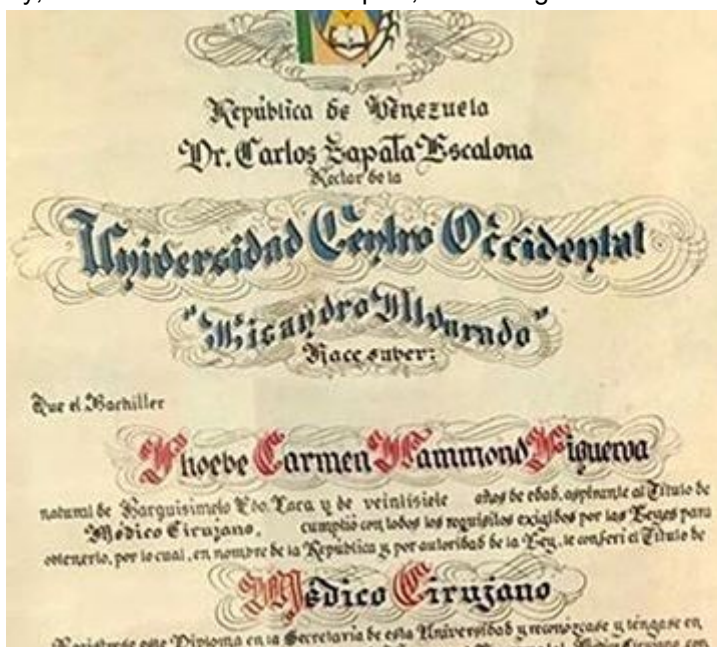 República de Venezuela
Dr. Carlos Zapata Escalona
Rector de la
Universidad Centro Occidental
"Lisandro Alvarado"
Hace saber:
Que el Bachiller
Phoebe Carmen Hammond Figueroa
natural de Barquisimeto Edo. Lara y de veintisiete años de edad, aspirante al Título de
Médico Cirujano, cumplió con todos los requisitos exigidos por las Leyes para
obtenerlo, por lo cual, en nombre de la República y por autoridad de la Ley, le conferí el Título de
Médico Cirujano
Regístrese este Diploma en la Secretaría de esta Universidad y reconózcase y téngase en
Médico Cirujano con